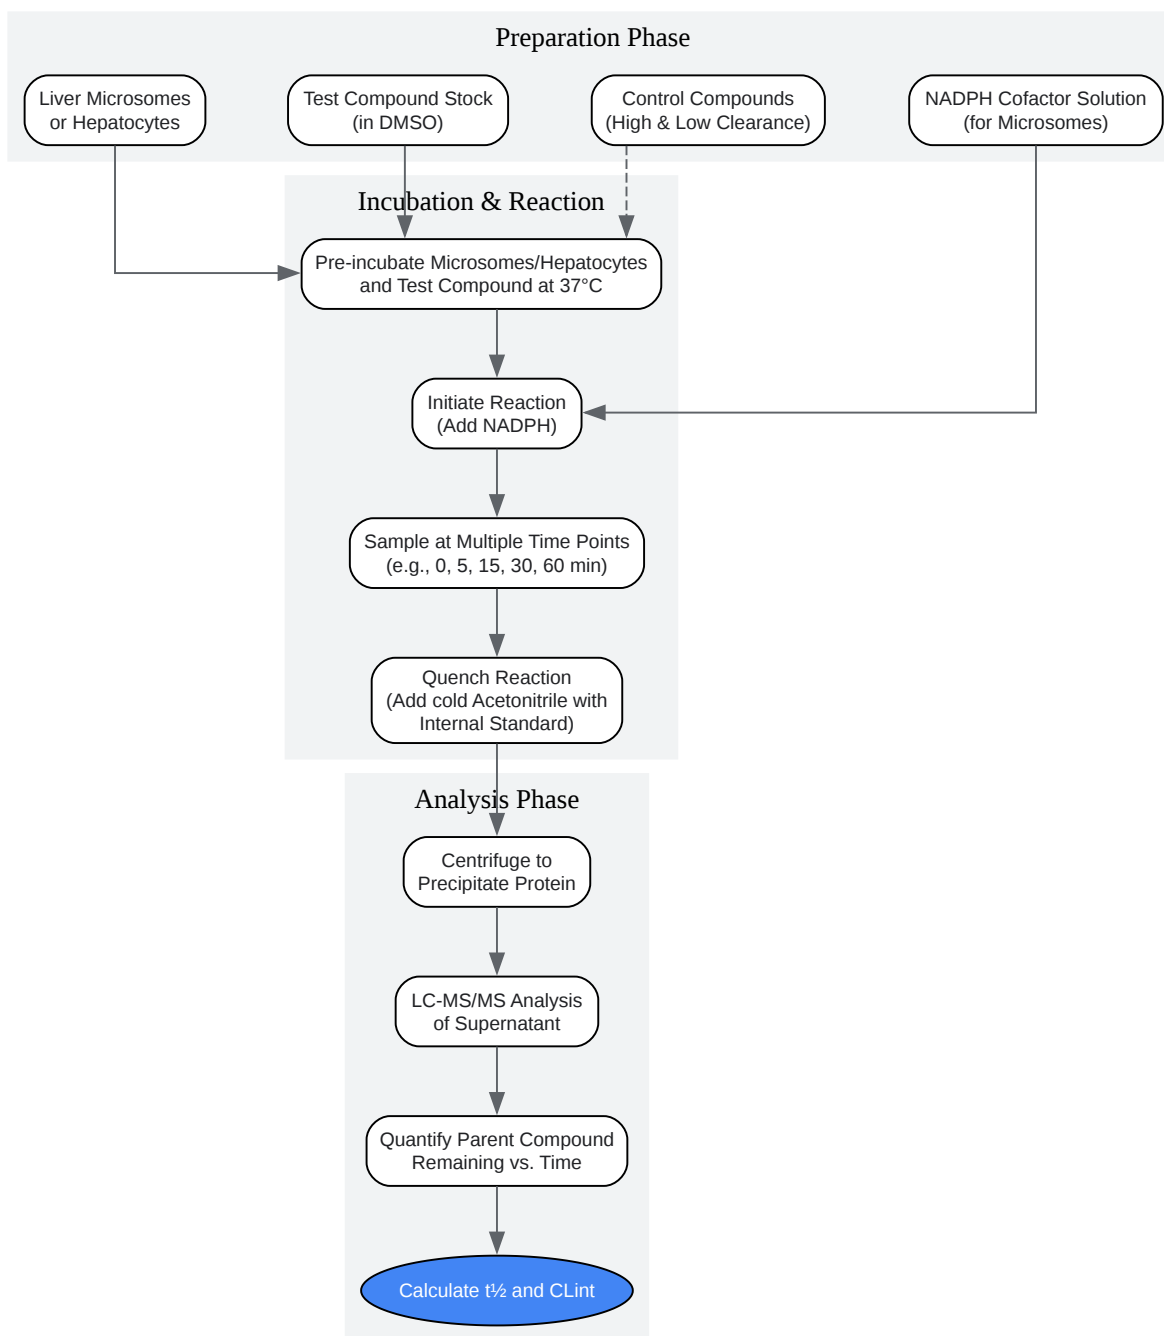 Preparation Phase
Liver Microsomes
or Hepatocytes
Test Compound Stock
(in DMSO)
Control Compounds
(High & Low Clearance)
NADPH Cofactor Solution
(for Microsomes)
Incubation & Reaction
Pre-incubate Microsomes/Hepatocytes
and Test Compound at 37°C
Initiate Reaction
(Add NADPH)
Sample at Multiple Time Points
(e.g., 0, 5, 15, 30, 60 min)
Quench Reaction
(Add cold Acetonitrile with
Internal Standard)
Analysis Phase
Centrifuge to
Precipitate Protein
LC-MS/MS Analysis
of Supernatant
Quantify Parent Compound
Remaining vs. Time
Calculate t½ and CLint